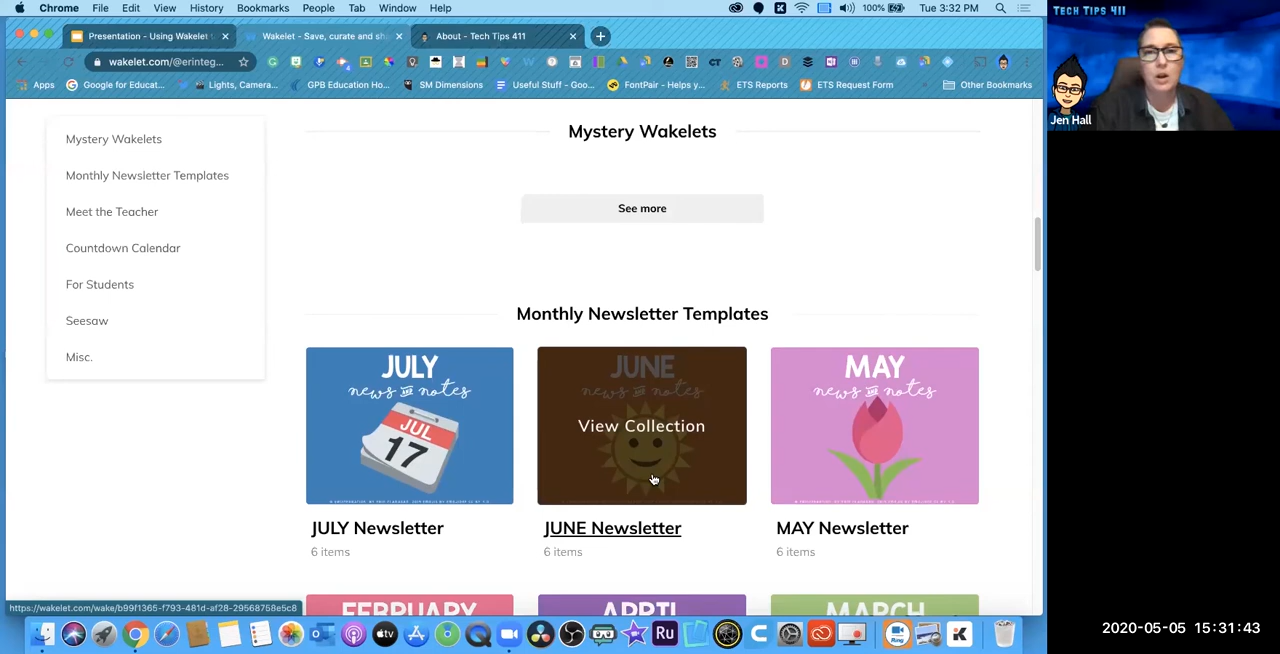 Chrome File Edit View History Bookmarks People Tab Window Help 100% Tue 3:32 PM
Presentation - Using Wakelet t
Wakelet - Save, curate and sh
About - Tech Tips 411
wakelet.com/@erinteg...
Apps Google for Educat... Lights, Camera... GPB Education Ho... SM Dimensions Useful Stuff - Goo... FontPair - Helps y... ETS Reports ETS Request Form Other Bookmarks
Mystery Wakelets
Monthly Newsletter Templates
Meet the Teacher
Countdown Calendar
For Students
Seesaw
Misc.
Mystery Wakelets
See more
Monthly Newsletter Templates
JULY
news and notes
JUL
17
JUNE
news and notes
View Collection
MAY
news and notes
JULY Newsletter
6 items
JUNE Newsletter
6 items
MAY Newsletter
6 items
FEBRUARY
APRIL
MARCH
https://wakelet.com/wake/b99f1365-f793-481d-af28-29568758e5c8
TECH TIPS 411
Jen Hall
2020-05-05 15:31:43